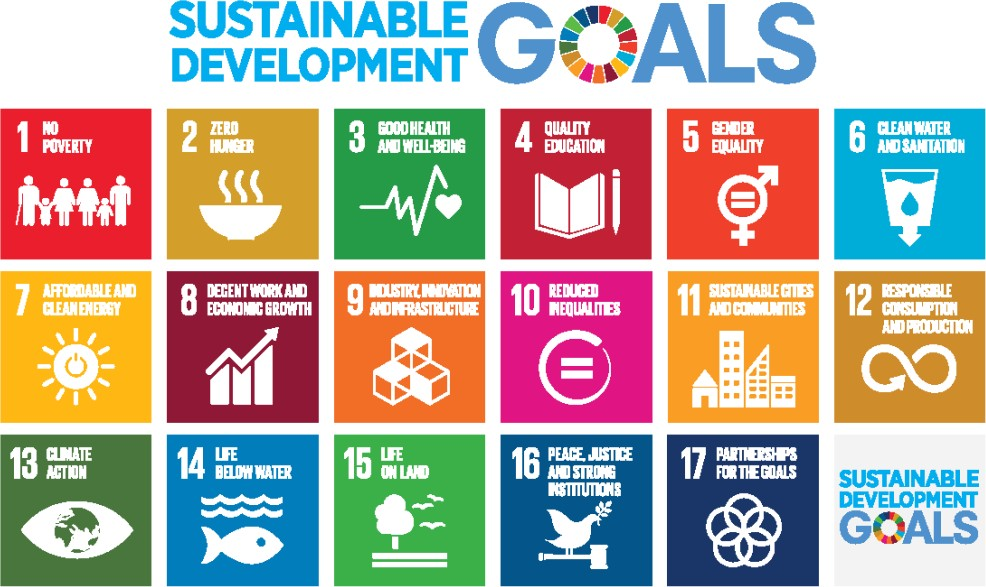 SUSTAINABLE
DEVELOPMENT
GOALS
1 NO
POVERTY
2 ZERO
HUNGER
3 GOOD HEALTH
AND WELL-BEING
4 QUALITY
EDUCATION
5 GENDER
EQUALITY
6 CLEAN WATER
AND SANITATION
7 AFFORDABLE AND
CLEAN ENERGY
8 DECENT WORK AND
ECONOMIC GROWTH
9 INDUSTRY, INNOVATION
AND INFRASTRUCTURE
10 REDUCED
INEQUALITIES
11 SUSTAINABLE CITIES
AND COMMUNITIES
12 RESPONSIBLE
CONSUMPTION
AND PRODUCTION
13 CLIMATE
ACTION
14 LIFE
BELOW WATER
15 LIFE
ON LAND
16 PEACE, JUSTICE
AND STRONG
INSTITUTIONS
17 PARTNERSHIPS
FOR THE GOALS
SUSTAINABLE
DEVELOPMENT
GOALS